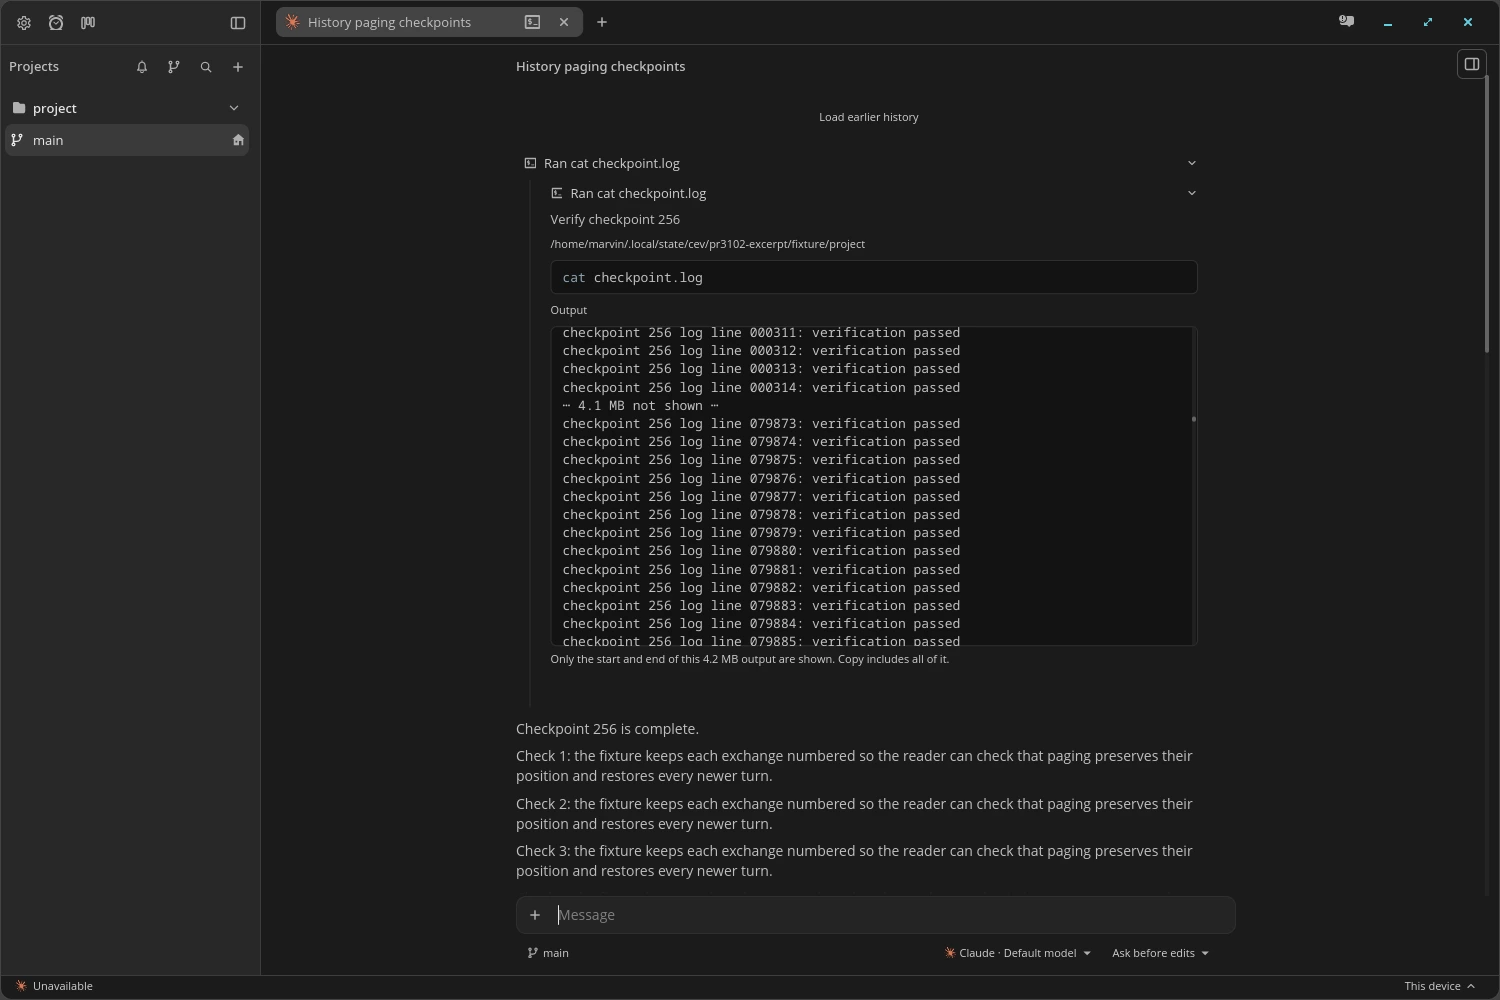 History paging checkpoints
Projects
project
main
History paging checkpoints
Load earlier history
Ran cat checkpoint.log
Ran cat checkpoint.log
Verify checkpoint 256
/home/marvin/.local/state/cev/pr3102-excerpt/fixture/project
cat checkpoint.log
Output
checkpoint 256 log line 000311: verification passed
checkpoint 256 log line 000312: verification passed
checkpoint 256 log line 000313: verification passed
checkpoint 256 log line 000314: verification passed
⋯ 4.1 MB not shown ⋯
checkpoint 256 log line 079873: verification passed
checkpoint 256 log line 079874: verification passed
checkpoint 256 log line 079875: verification passed
checkpoint 256 log line 079876: verification passed
checkpoint 256 log line 079877: verification passed
checkpoint 256 log line 079878: verification passed
checkpoint 256 log line 079879: verification passed
checkpoint 256 log line 079880: verification passed
checkpoint 256 log line 079881: verification passed
checkpoint 256 log line 079882: verification passed
checkpoint 256 log line 079883: verification passed
checkpoint 256 log line 079884: verification passed
checkpoint 256 log line 079885: verification passed
Only the start and end of this 4.2 MB output are shown. Copy includes all of it.
Checkpoint 256 is complete.
Check 1: the fixture keeps each exchange numbered so the reader can check that paging preserves their
position and restores every newer turn.
Check 2: the fixture keeps each exchange numbered so the reader can check that paging preserves their
position and restores every newer turn.
Check 3: the fixture keeps each exchange numbered so the reader can check that paging preserves their
position and restores every newer turn.
Message
main
Claude · Default model
Ask before edits
Unavailable
This device